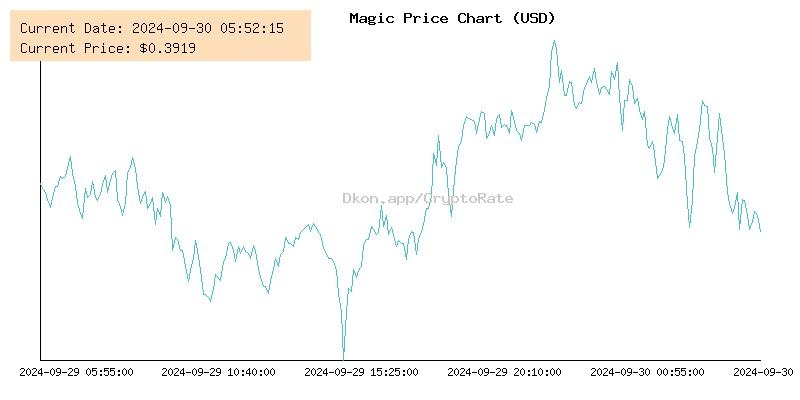 Magic Price Chart (USD)
Current Date: 2024-09-30 05:52:15
Current Price: $0.3919
Dkon.app/CryptoRate
2024-09-29 05:55:00 2024-09-29 10:40:00 2024-09-29 15:25:00 2024-09-29 20:10:00 2024-09-30 00:55:00 2024-09-30